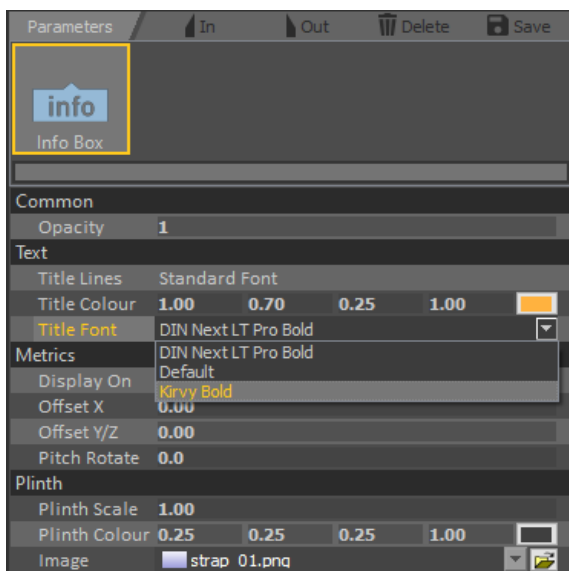 Parameters In Out Delete Save
info
Info Box
Common
Opacity 1
Text
Title Lines Standard Font
Title Colour 1.00 0.70 0.25 1.00
Title Font DIN Next LT Pro Bold
DIN Next LT Pro Bold
Default
Kirvy Bold
Metrics
Display On
Offset X 0.00
Offset Y/Z 0.00
Pitch Rotate 0.0
Plinth
Plinth Scale 1.00
Plinth Colour 0.25 0.25 0.25 1.00
Image strap_01.png